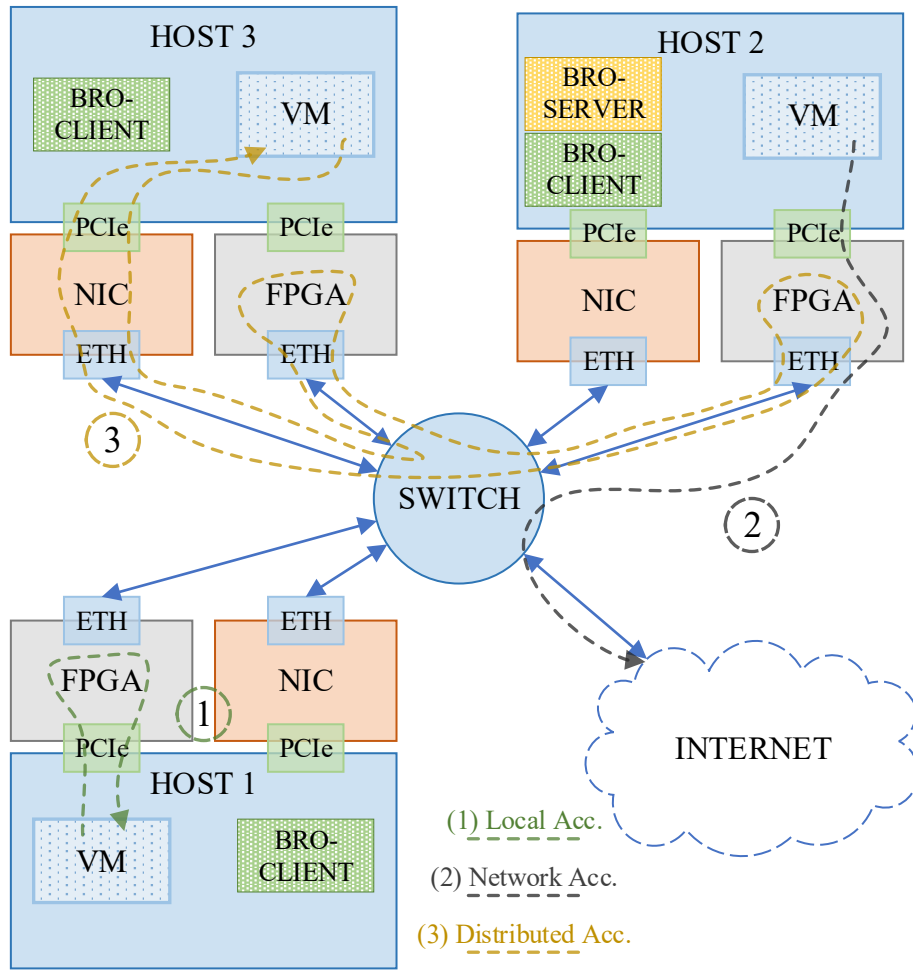 HOST 3
BRO-
CLIENT
VM
PCIe
PCIe
NIC
FPGA
ETH
ETH
3
HOST 2
BRO-
SERVER
BRO-
CLIENT
VM
PCIe
PCIe
NIC
FPGA
ETH
ETH
2
SWITCH
ETH
ETH
FPGA
NIC
1
PCIe
PCIe
HOST 1
VM
BRO-
CLIENT
INTERNET
(1) Local Acc.
(2) Network Acc.
(3) Distributed Acc.